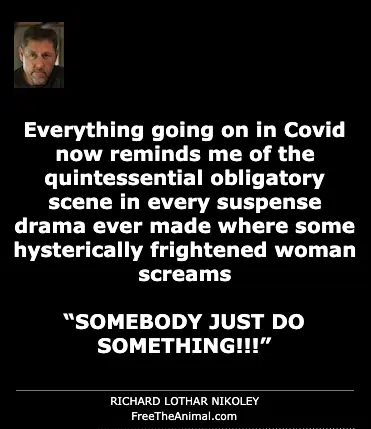 Everything going on in Covid
now reminds me of the
quintessential obligatory
scene in every suspense
drama ever made where some
hysterically frightened woman
screams
“SOMEBODY JUST DO
SOMETHING!!!”
RICHARD LOTHAR NIKOLEY
FreeTheAnimal.com